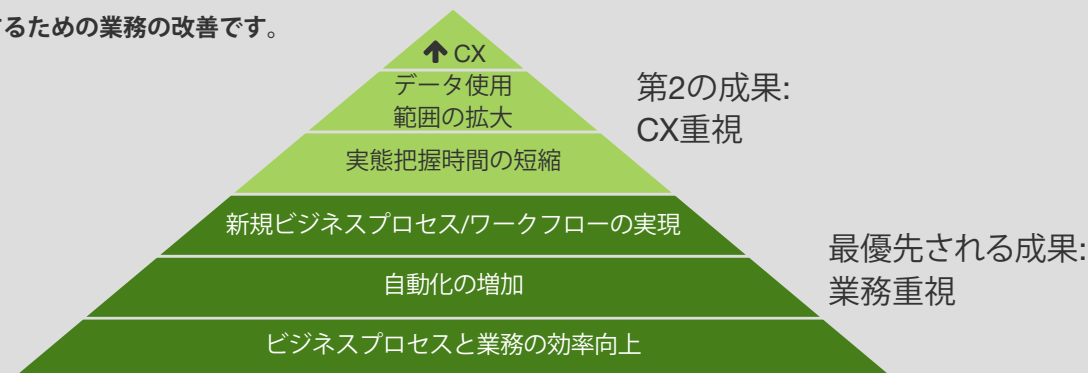 するための業務の改善です。
CX
データ使用
範囲の拡大
第2の成果:
CX重視
実態把握時間の短縮
新規ビジネスプロセス/ワークフローの実現
最優先される成果:
業務重視
自動化の増加
ビジネスプロセスと業務の効率向上